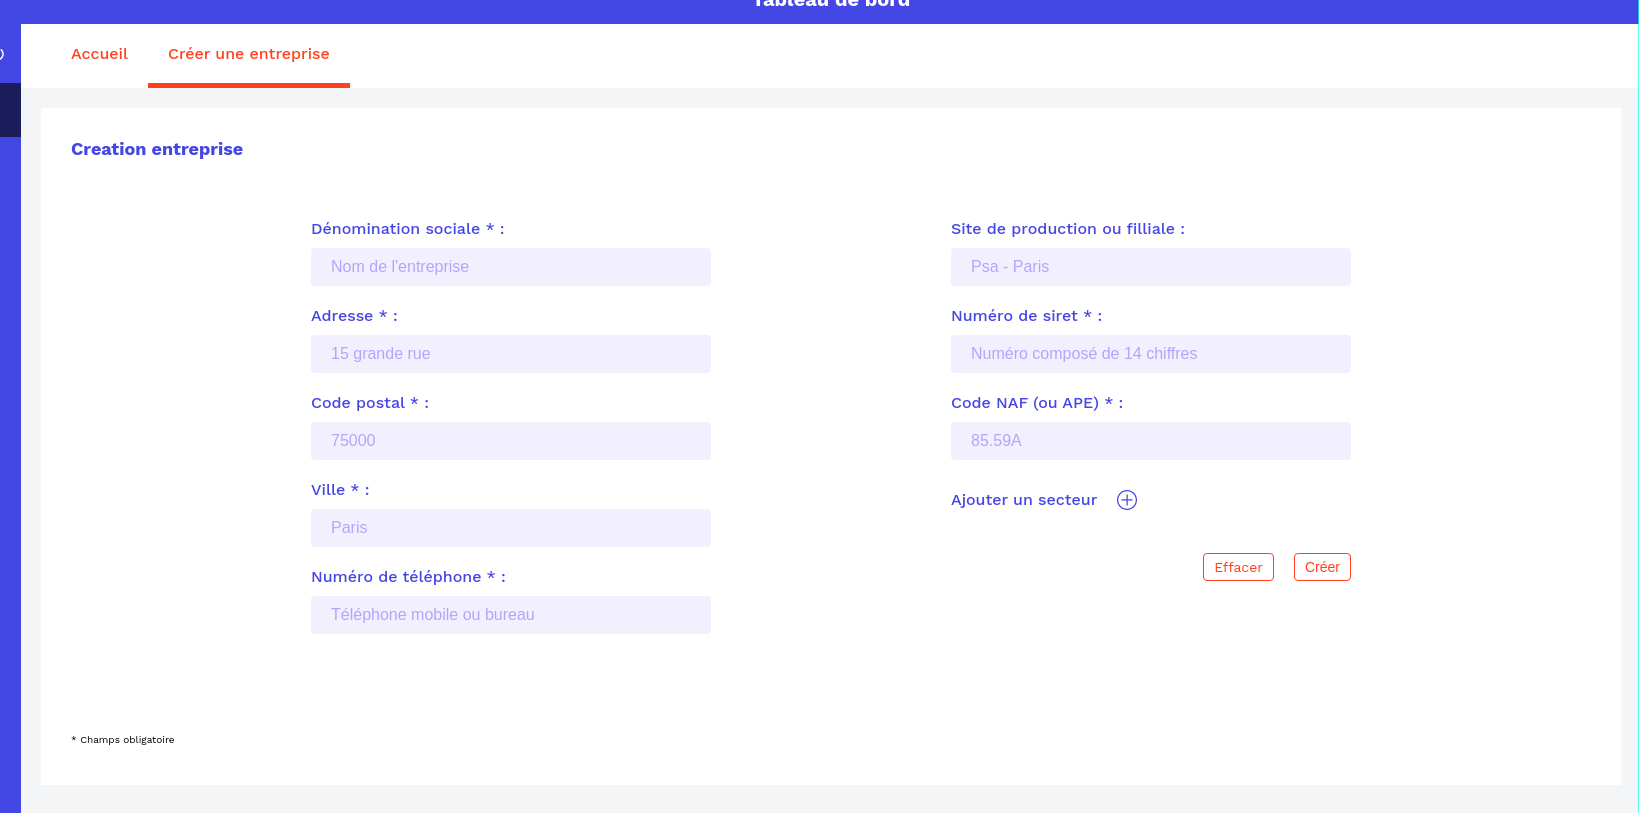 Tableau de bord
Accueil
Créer une entreprise
Creation entreprise
Dénomination sociale * :
Nom de l'entreprise
Adresse * :
15 grande rue
Code postal * :
75000
Ville * :
Paris
Numéro de téléphone * :
Téléphone mobile ou bureau
Site de production ou filliale :
Psa - Paris
Numéro de siret * :
Numéro composé de 14 chiffres
Code NAF (ou APE) * :
85.59A
Ajouter un secteur
Effacer
Créer
* Champs obligatoire